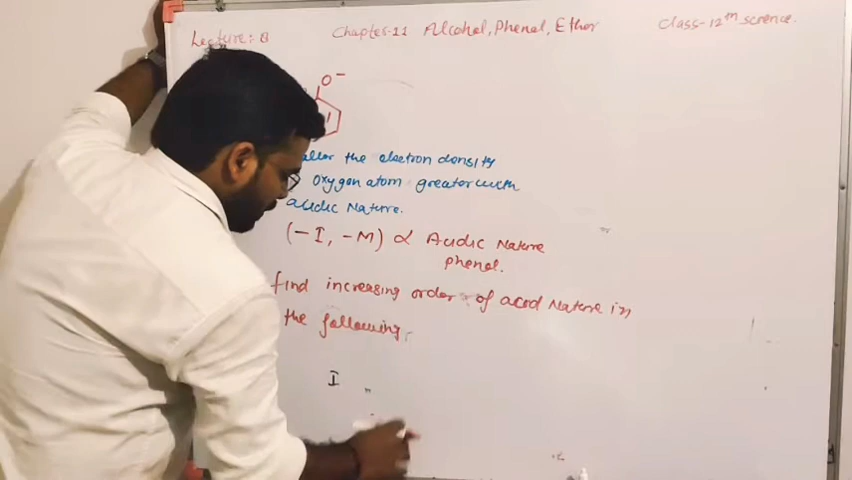 Lecture: 8 Chapter-11 Alcohol, Phenol, Ether Class-12th science.
O−
the electron density
oxygen atom greater
acidic Nature.
(-I, -M) ∝ Acidic Nature
phenol.
find increasing order of acid Nature in
the following,
I